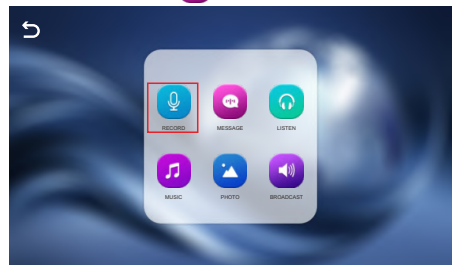 RECORD
MESSAGE
LISTEN
MUSIC
PHOTO
BROADCAST